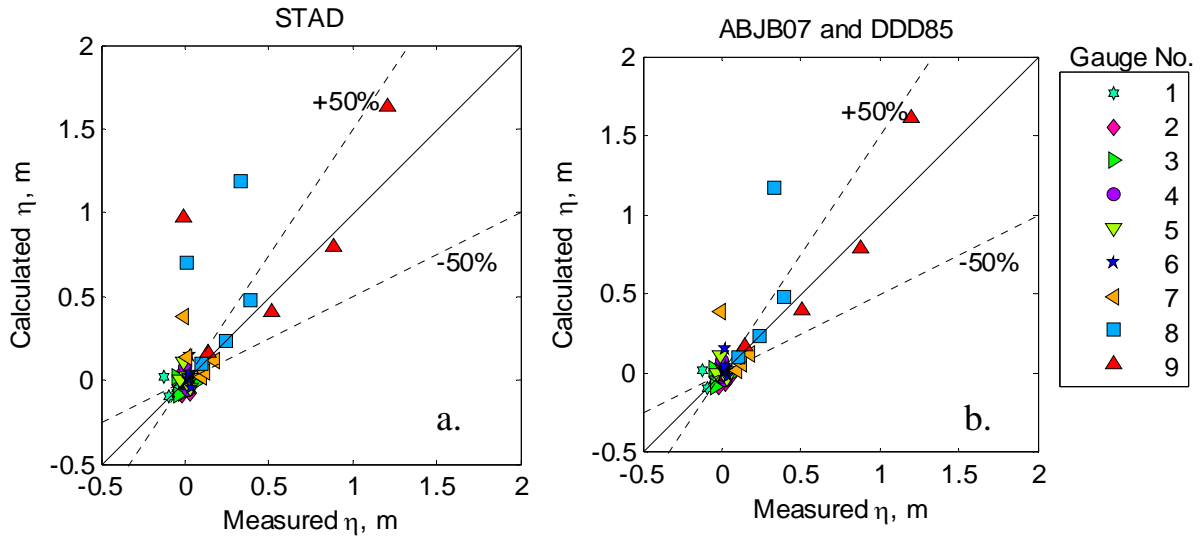 STAD
2
1.5
1
0.5
0
-0.5
-0.5 0 0.5 1 1.5 2
Calculated η, m
Measured η, m
+50%
-50%
a.
ABJB07 and DDD85
2
1.5
1
0.5
0
-0.5
-0.5 0 0.5 1 1.5 2
Calculated η, m
Measured η, m
+50%
-50%
b.
Gauge No.
1
2
3
4
5
6
7
8
9